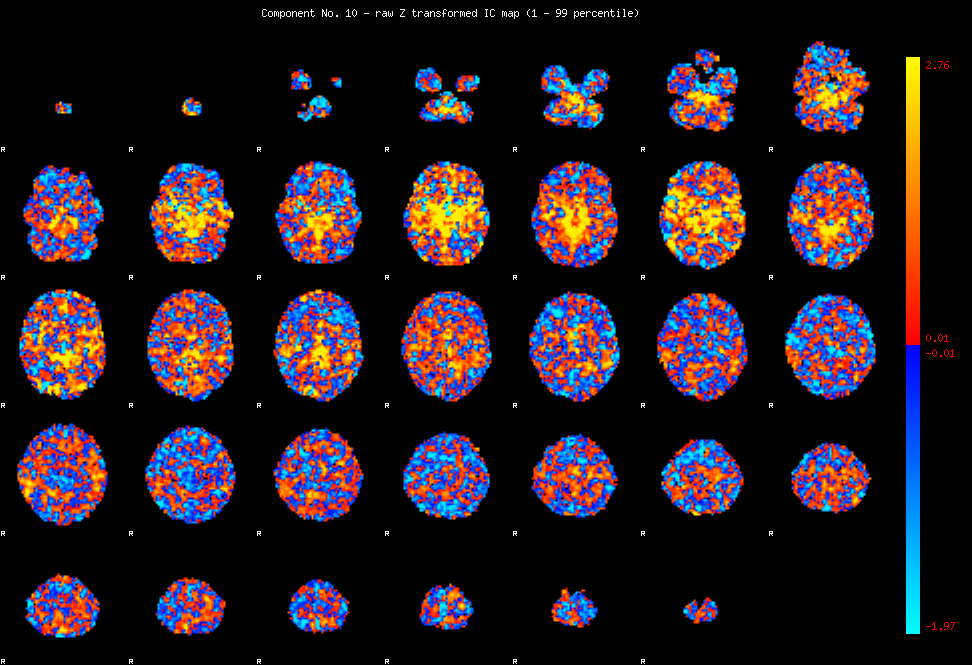 Component No. 10 - raw Z transformed IC map (1 - 99 percentile)
2.76
R R R R R R R
R R R R R R R
0.01
-0.01
R R R R R R R
R R R R R R R
-1.97
R R R R R R